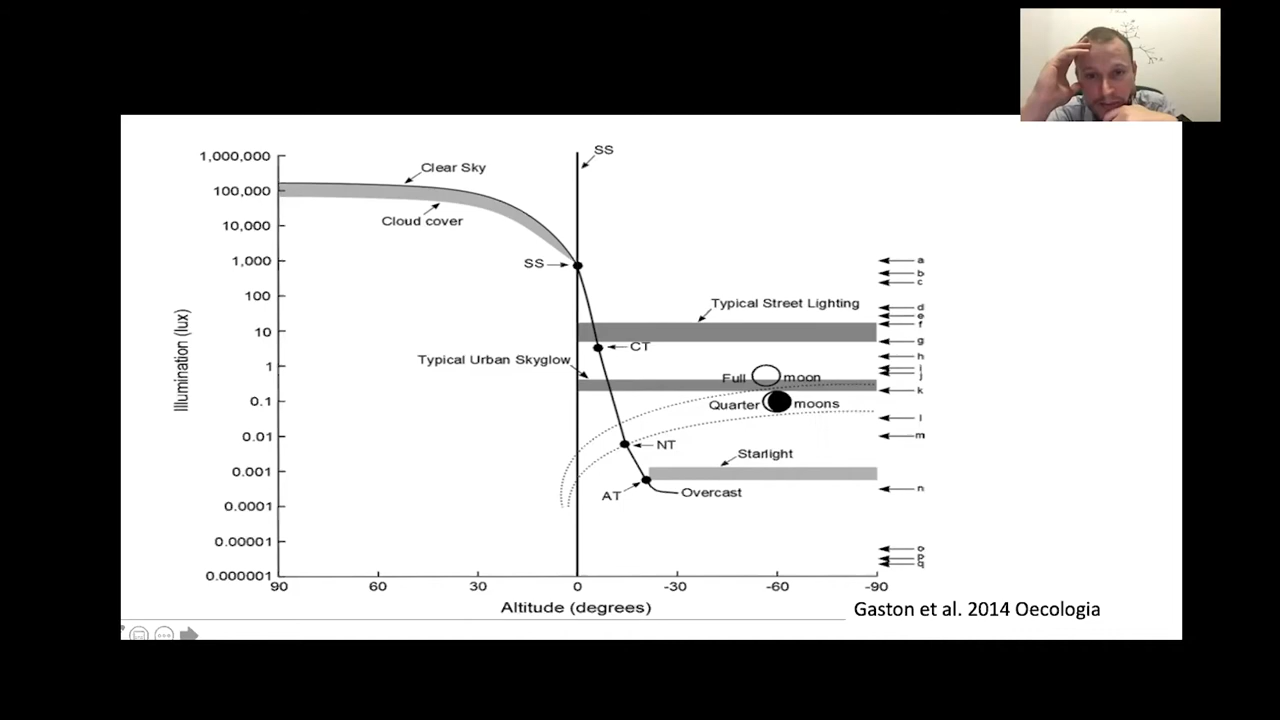 SS
1,000,000
Clear Sky
100,000
Cloud cover
10,000
SS
1,000
100
Typical Street Lighting
10
CT
Typical Urban Skyglow
1
Full moon
0.1
Quarter moons
0.01
NT
Starlight
0.001
AT
Overcast
0.0001
0.00001
0.000001
Illumination (lux)
a
b
c
d
e
f
g
h
i
j
k
l
m
n
o
p
q
90 60 30 0 -30 -60 -90
Altitude (degrees)
Gaston et al. 2014 Oecologia